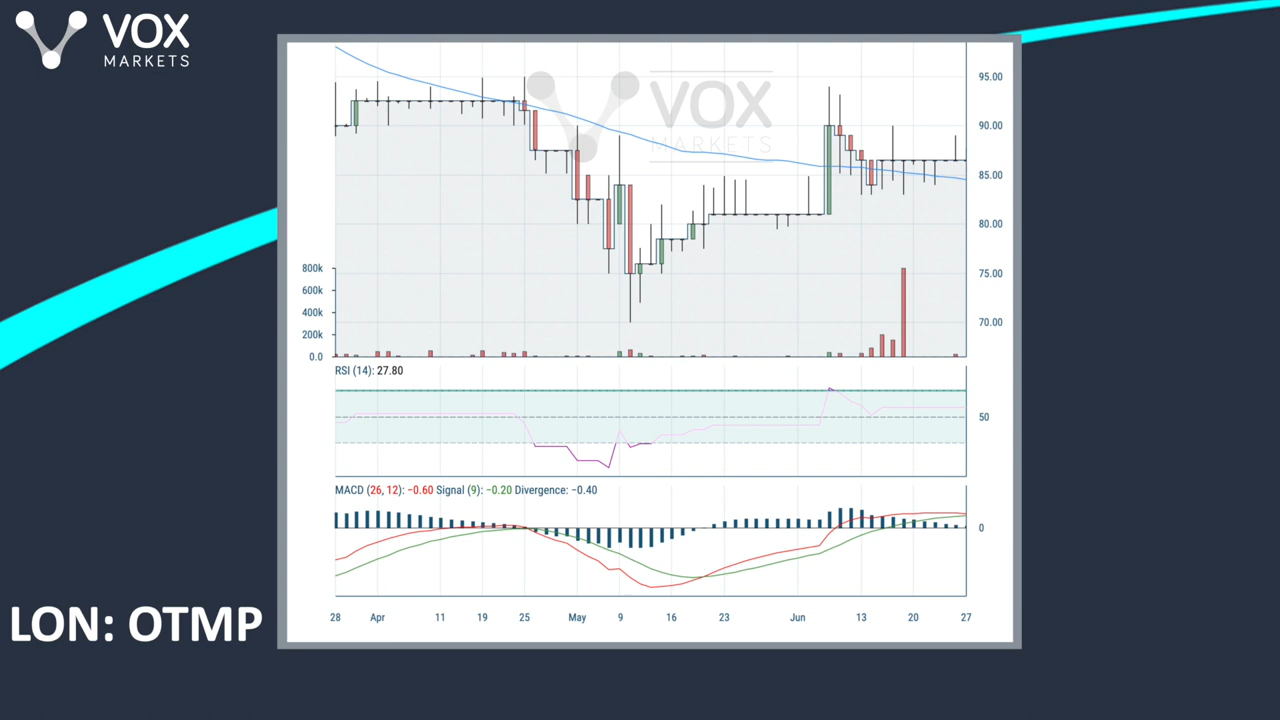 VOX
MARKETS
VOX
MARKETS
95.00
90.00
85.00
80.00
75.00
70.00
800k
600k
400k
200k
0.0
RSI (14): 27.80
50
MACD (26, 12): −0.60 Signal (9): −0.20 Divergence: −0.40
0
28 Apr 11 19 25 May 9 16 23 Jun 13 20 27
LON: OTMP